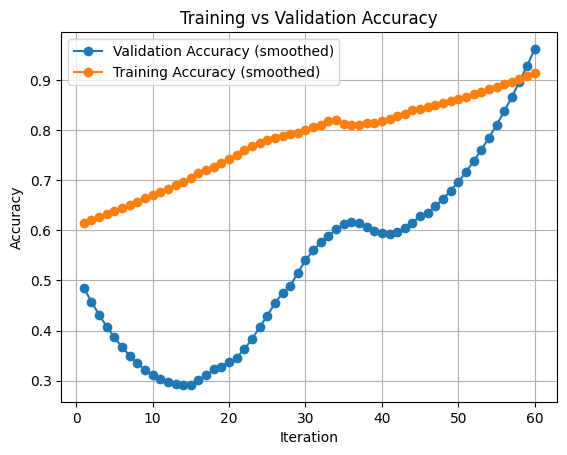 Training vs Validation Accuracy
Validation Accuracy (smoothed)
Training Accuracy (smoothed)
Accuracy
0.9
0.8
0.7
0.6
0.5
0.4
0.3
0 10 20 30 40 50 60
Iteration